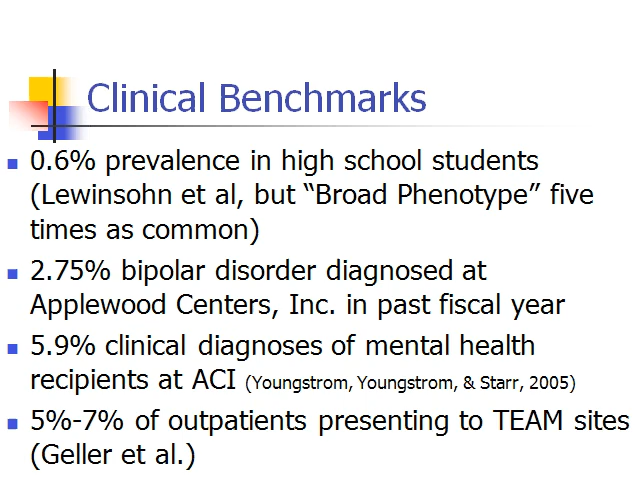 Clinical Benchmarks
0.6% prevalence in high school students
(Lewinsohn et al, but “Broad Phenotype” five
times as common)
2.75% bipolar disorder diagnosed at
Applewood Centers, Inc. in past fiscal year
5.9% clinical diagnoses of mental health
recipients at ACI (Youngstrom, Youngstrom, & Starr, 2005)
5%-7% of outpatients presenting to TEAM sites
(Geller et al.)